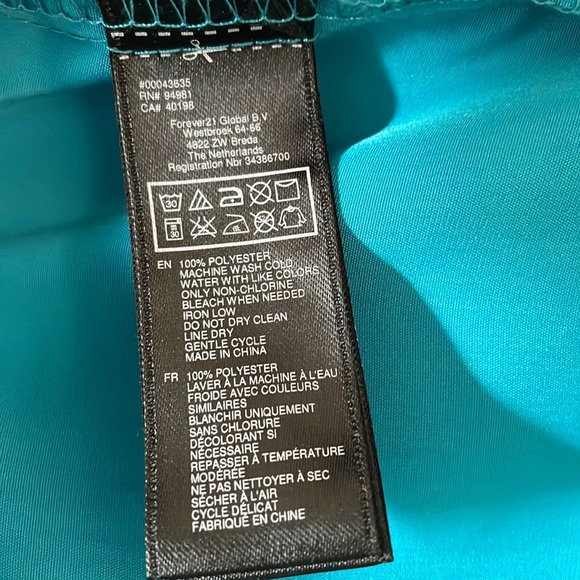 #00043635
RN# 94981
CA# 40198
Forever21 Global B.V
Westbroek 64-66
4822 ZW Breda
The Netherlands
Registration Nbr 34386700
30
30
EN 100% POLYESTER
MACHINE WASH COLD
WATER WITH LIKE COLORS
ONLY NON-CHLORINE
BLEACH WHEN NEEDED
IRON LOW
DO NOT DRY CLEAN
LINE DRY
GENTLE CYCLE
MADE IN CHINA
FR 100% POLYESTER
LAVER À LA MACHINE À L'EAU
FROIDE AVEC COULEURS
SIMILAIRES
BLANCHIR UNIQUEMENT
SANS CHLORURE
DÉCOLORANT SI
NÉCESSAIRE
REPASSER À TEMPÉRATURE
MODÉRÉE
NE PAS NETTOYER À SEC
SÉCHER À L'AIR
CYCLE DÉLICAT
FABRIQUÉ EN CHINE